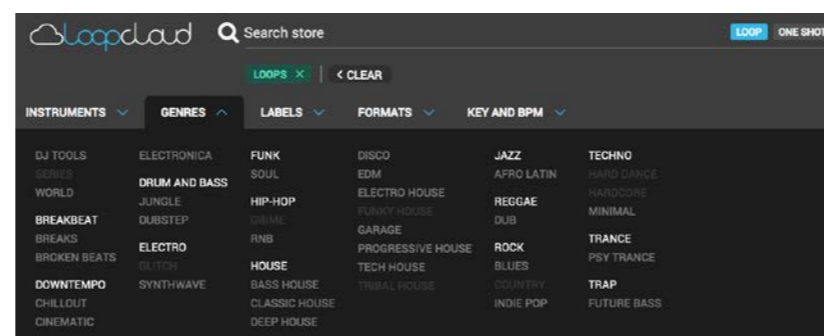 Loopcloud
Search store
LOOP ONE SHOT
LOOPS × < CLEAR
INSTRUMENTS GENRES LABELS FORMATS KEY AND BPM
DJ TOOLS
SERIES
WORLD
BREAKBEAT
BREAKS
BROKEN BEATS
DOWNTEMPO
CHILLOUT
CINEMATIC
ELECTRONICA
DRUM AND BASS
JUNGLE
DUBSTEP
ELECTRO
GLITCH
SYNTHWAVE
FUNK
SOUL
HIP-HOP
GRIME
RNB
HOUSE
BASS HOUSE
CLASSIC HOUSE
DEEP HOUSE
DISCO
EDM
ELECTRO HOUSE
FUNKY HOUSE
GARAGE
PROGRESSIVE HOUSE
TECH HOUSE
TRIBAL HOUSE
JAZZ
AFRO LATIN
REGGAE
DUB
ROCK
BLUES
COUNTRY
INDIE POP
TECHNO
HARD DANCE
HARDCORE
MINIMAL
TRANCE
PSY TRANCE
TRAP
FUTURE BASS